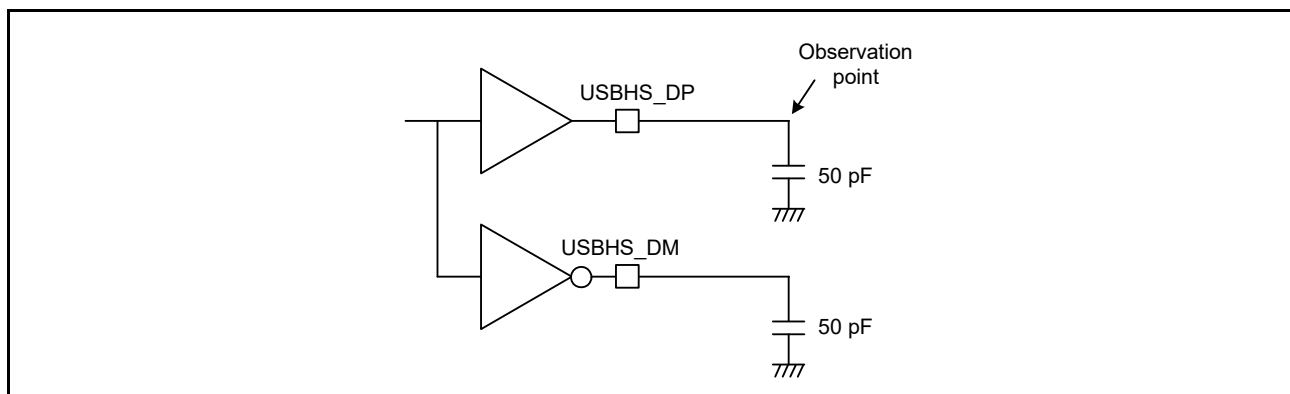 Observation
point
USBHS_DP
50 pF
USBHS_DM
50 pF